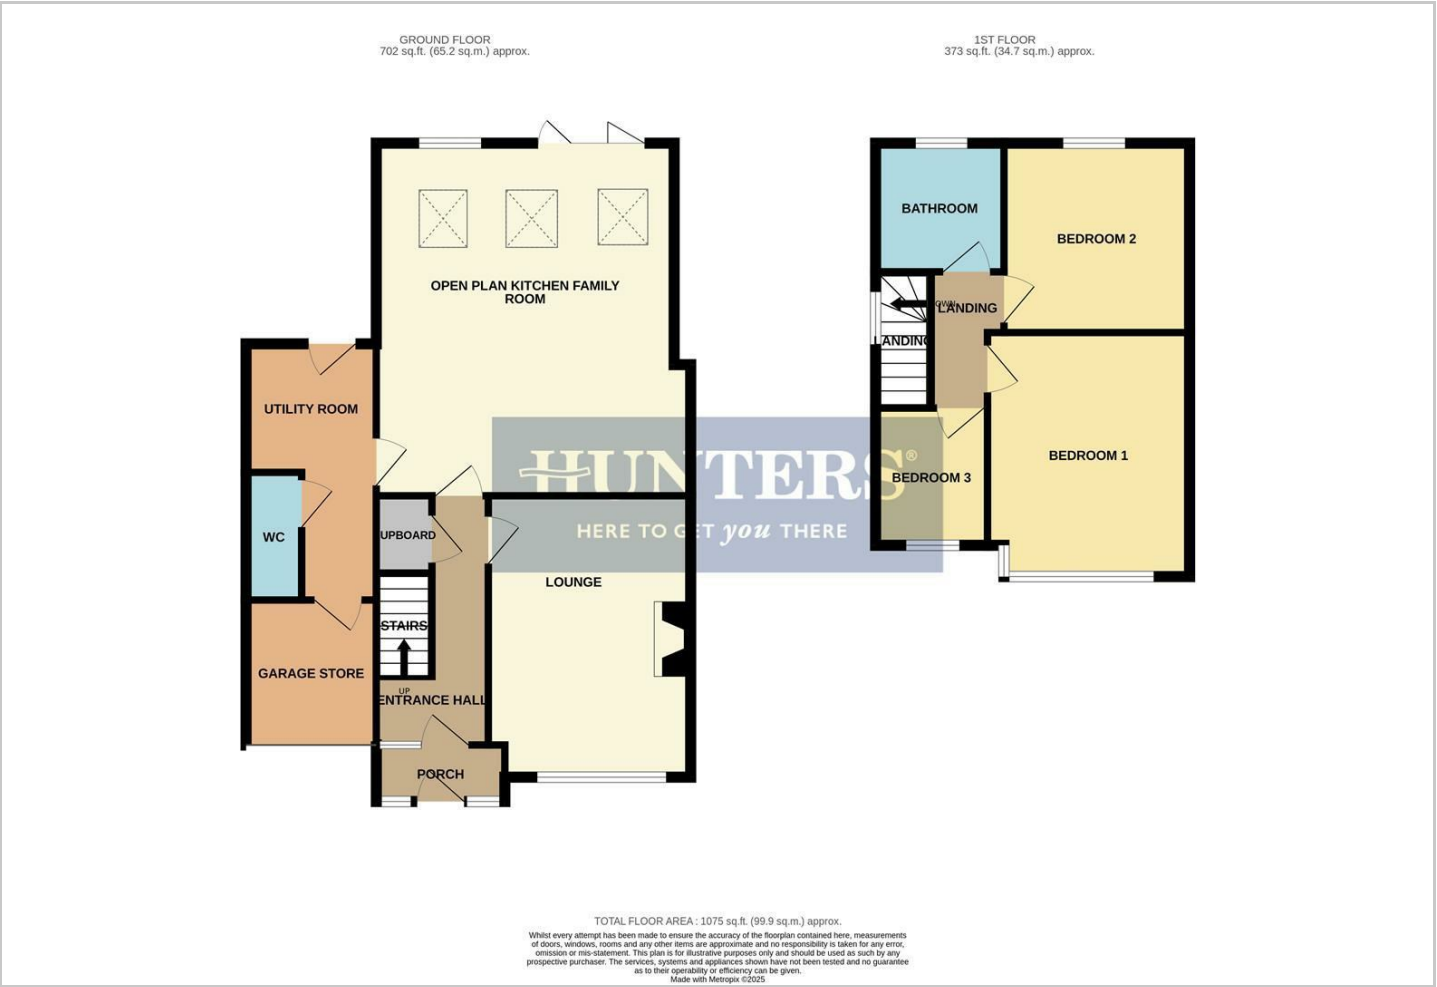 GROUND FLOOR
702 sq.ft. (65.2 sq.m.) approx.
1ST FLOOR
373 sq.ft. (34.7 sq.m.) approx.
OPEN PLAN KITCHEN FAMILY
ROOM
UTILITY ROOM
WC
UPBOARD
STAIRS
UP
LOUNGE
GARAGE STORE
ENTRANCE HALL
PORCH
BATHROOM
BEDROOM 2
LANDING
ANDING
BEDROOM 1
BEDROOM 3
HUNTERS®
HERE TO GET you THERE
TOTAL FLOOR AREA : 1075 sq.ft. (99.9 sq.m.) approx.
Whilst every attempt has been made to ensure the accuracy of the floorplan contained here, measurements
of doors, windows, rooms and any other items are approximate and no responsibility is taken for any error,
omission or mis-statement. This plan is for illustrative purposes only and should be used as such by any
prospective purchaser. The services, systems and appliances shown have not been tested and no guarantee
as to their operability or efficiency can be given.
Made with Metropix ©2025